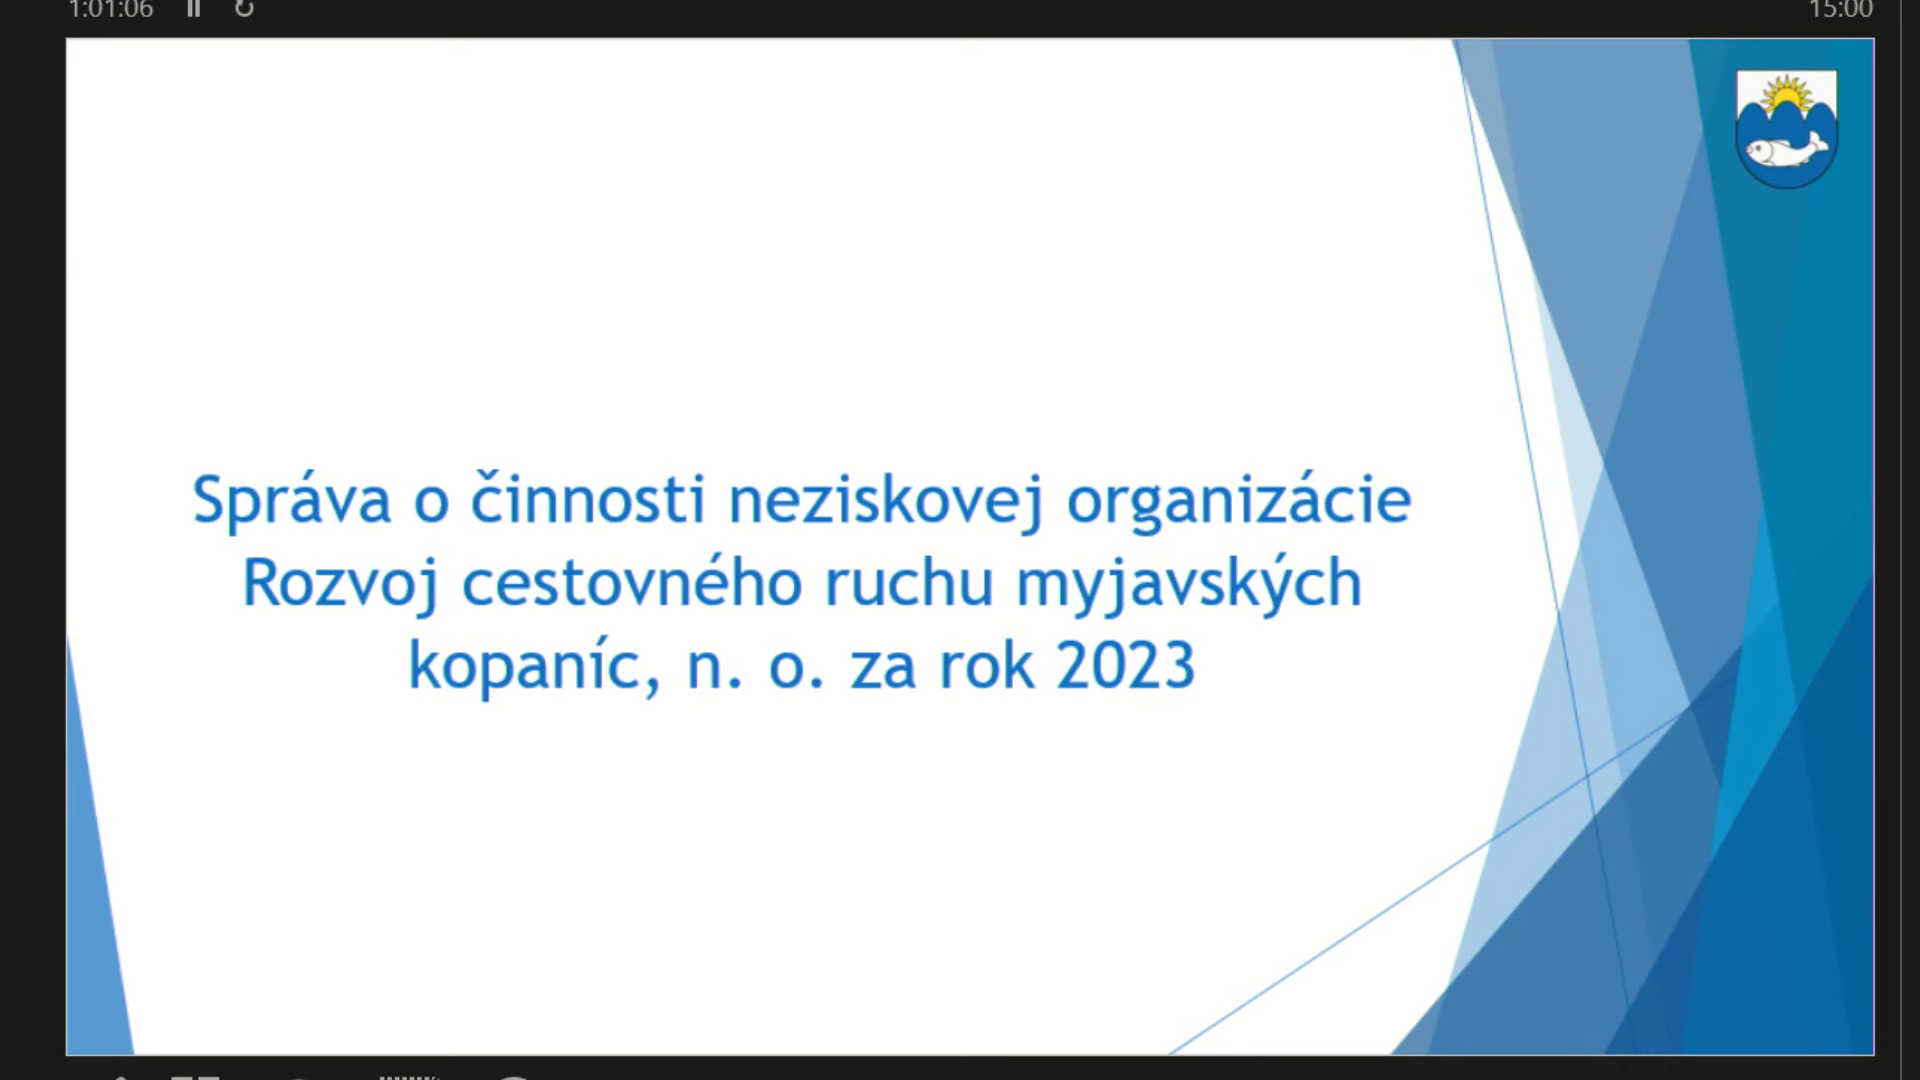 1:01:06
15:00
Správa o činnosti neziskovej organizácie
Rozvoj cestovného ruchu myjavských
kopaníc, n. o. za rok 2023